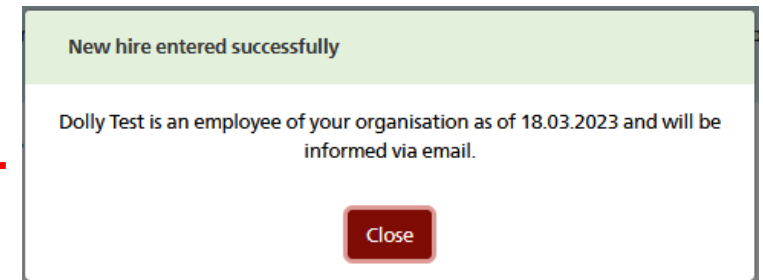 New hire entered successfully
Dolly Test is an employee of your organisation as of 18.03.2023 and will be
informed via email.
Close